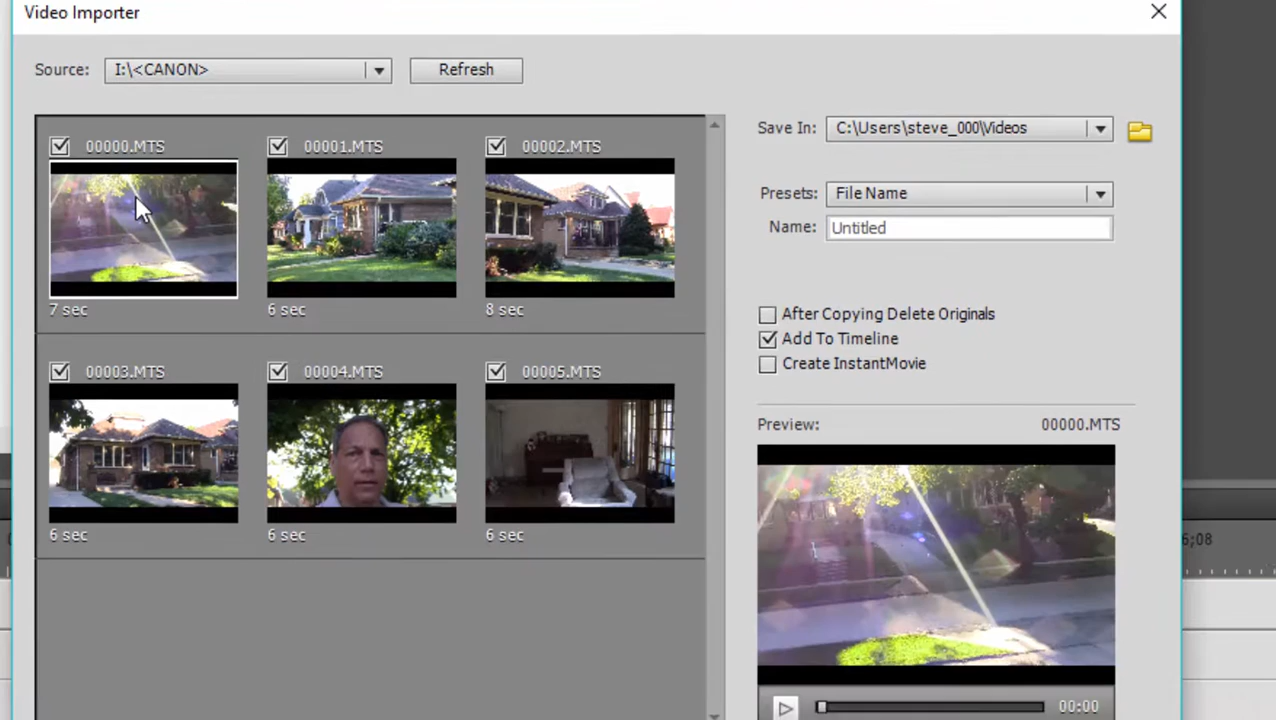 Video Importer
Source: I:\<CANON> Refresh
00000.MTS 00001.MTS 00002.MTS
7 sec 6 sec 8 sec
00003.MTS 00004.MTS 00005.MTS
6 sec 6 sec 6 sec
Save In: C:\Users\steve_000\Videos
Presets: File Name
Name: Untitled
After Copying Delete Originals
Add To Timeline
Create InstantMovie
Preview: 00000.MTS
00:00
6;08